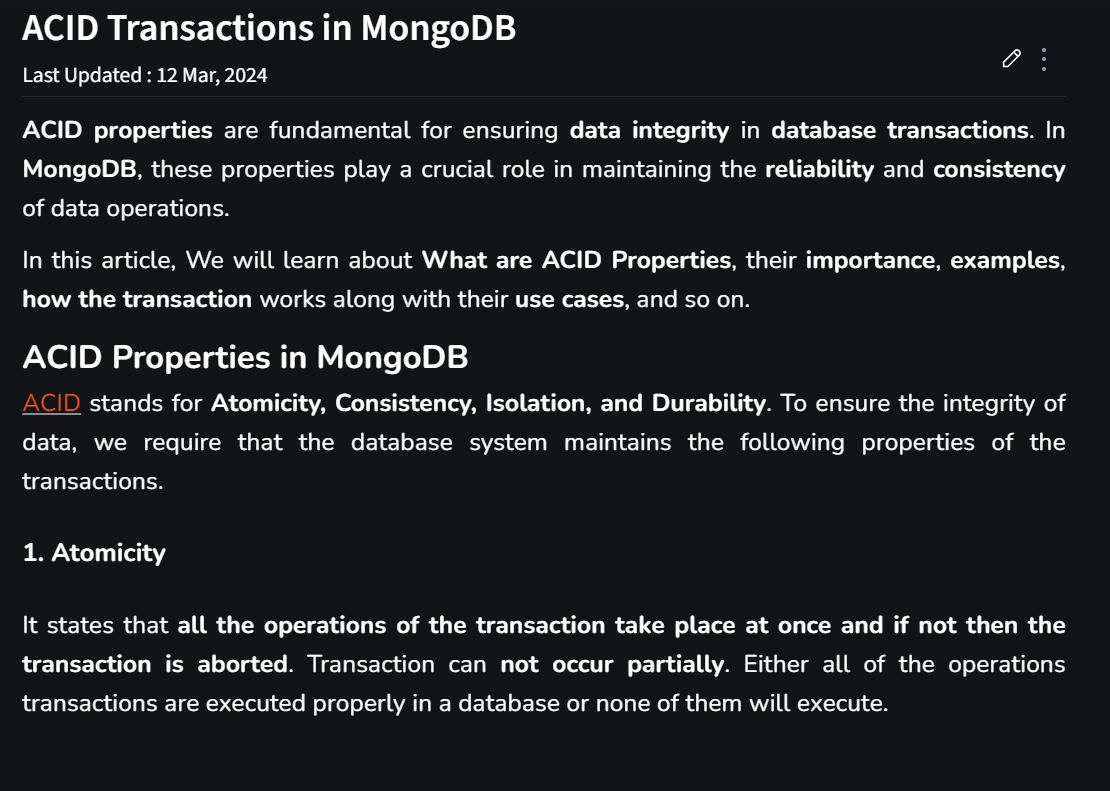 ACID Transactions in MongoDB
Last Updated : 12 Mar, 2024
ACID properties are fundamental for ensuring data integrity in database transactions. In
MongoDB, these properties play a crucial role in maintaining the reliability and consistency
of data operations.
In this article, We will learn about What are ACID Properties, their importance, examples,
how the transaction works along with their use cases, and so on.
ACID Properties in MongoDB
ACID stands for Atomicity, Consistency, Isolation, and Durability. To ensure the integrity of
data, we require that the database system maintains the following properties of the
transactions.
1. Atomicity
It states that all the operations of the transaction take place at once and if not then the
transaction is aborted. Transaction can not occur partially. Either all of the operations
transactions are executed properly in a database or none of them will execute.